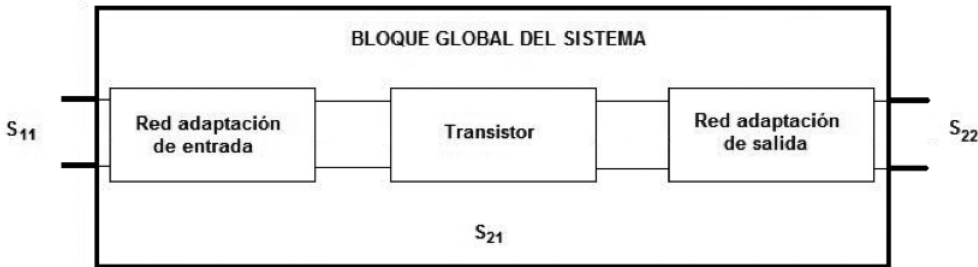 BLOQUE GLOBAL DEL SISTEMA
S11
Red adaptación
de entrada
Transistor
Red adaptación
de salida
S22
S21